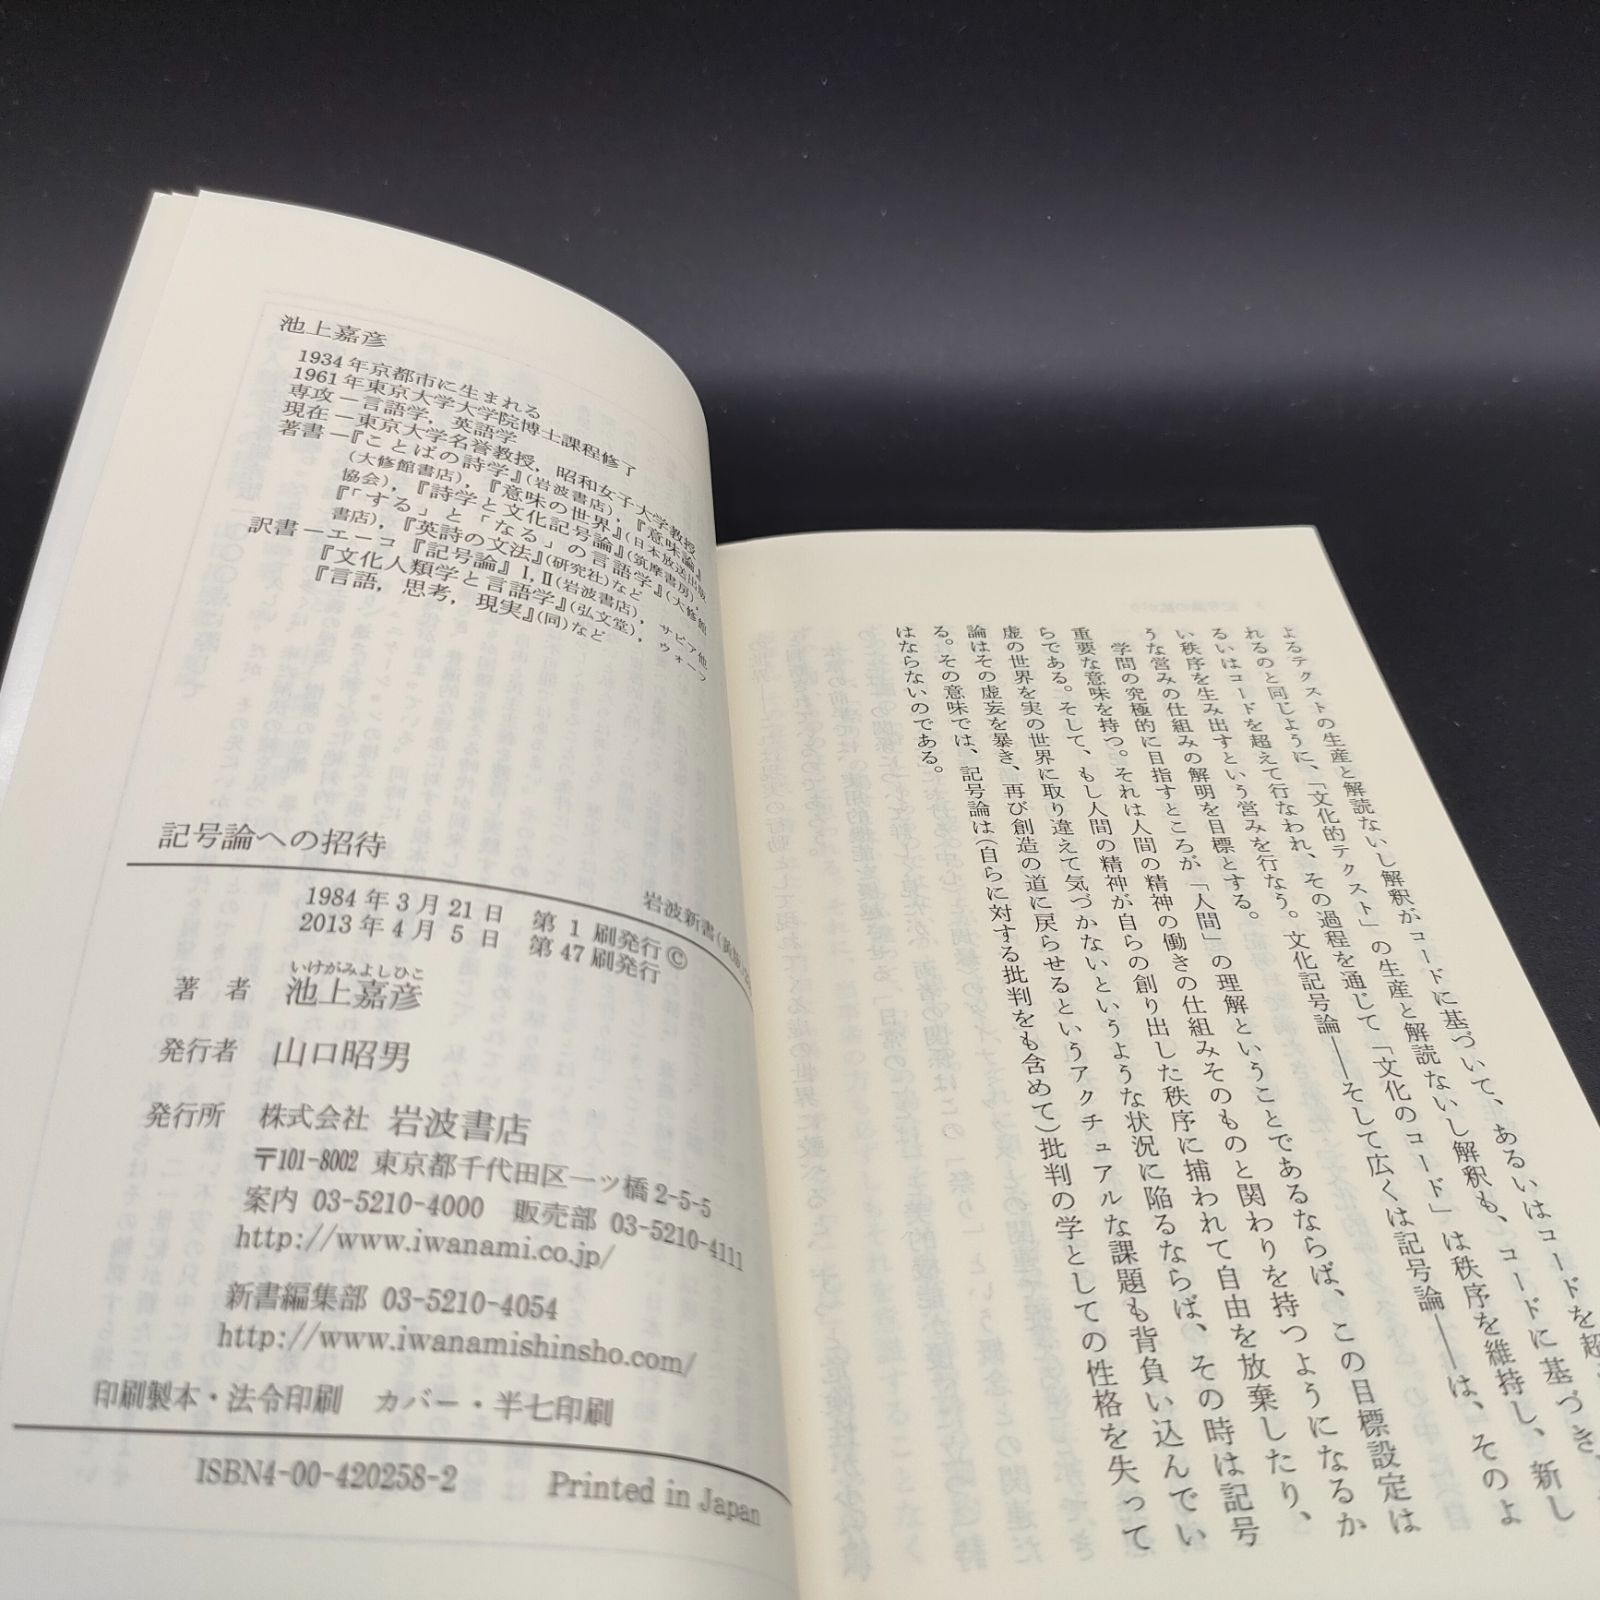 池上嘉彦
1934年京都市に生まれる
1961年東京大学大学院博士課程修了
専攻ー言語学，英語学
現在ー東京大学名誉教授，昭和女子大学教授
著書ー『ことばの詩学』(岩波書店)，『意味論』
(大修館書店)，『意味の世界』(日本放送出版
協会)，『詩学と文化記号論』(筑摩書房)，
『「する」と「なる」の言語学』(大修館
書店)，『英詩の文法』(研究社)など
訳書ーエーコ『記号論』I,II(岩波書店)，サピア他
『文化人類学と言語学』(弘文堂)，ウォーフ
『言語，思考，現実』(同)など
記号論への招待
岩波新書(黄版)
1984年3月21日 第1刷発行©
2013年4月5日 第47刷発行
いけがみよしひこ
著者 池上嘉彦
発行者 山口昭男
発行所 株式会社 岩波書店
〒101-8002 東京都千代田区一ツ橋2-5-5
案内 03-5210-4000 販売部 03-5210-4111
http://www.iwanami.co.jp/
新書編集部 03-5210-4054
http://www.iwanamishinsho.com/
印刷製本・法令印刷 カバー・半七印刷
ISBN4-00-420258-2 Printed in Japan
よるテクストの生産と解読ないし解釈がコードに基づいて、あるいはコードを超
れるのと同じように、「文化的テクスト」の生産と解読ないし解釈も、コードに基づき、
るいはコードを超えて行なわれ、その過程を通じて「文化のコード」は秩序を維持し、新し
い秩序を生み出すという営みを行なう。文化記号論――そして広くは記号論――は、そのよ
うな営みの仕組みの解明を目標とする。
学問の究極的に目指すところが「人間」の理解ということであるならば、この目標設定は
重要な意味を持つ。それは人間の精神の働きの仕組みそのものと関わりを持つようになるか
らである。そして、もし人間の精神が自らの創り出した秩序に捕われて自由を放棄したり、
虚の世界を実の世界に取り違えて気づかないというような状況に陥るならば、その時は記号
論はその虚妄を暴き、再び創造の道に戻らせるというアクチュアルな課題も背負い込んでい
る。その意味では、記号論は(自らに対する批判をも含めて)批判の学としての性格を失って
はならないのである。